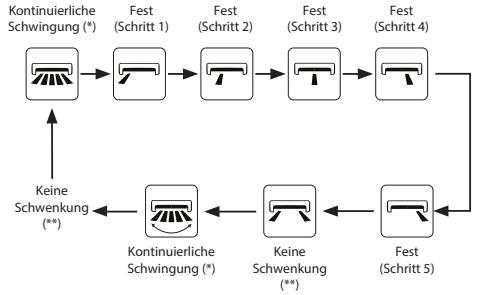 Kontinuierliche
Schwingung (*)
Fest
(Schritt 1)
Fest
(Schritt 2)
Fest
(Schritt 3)
Fest
(Schritt 4)
Keine
Schwenkung
(**)
Kontinuierliche
Schwingung (*)
Keine
Schwenkung
(**)
Fest
(Schritt 5)